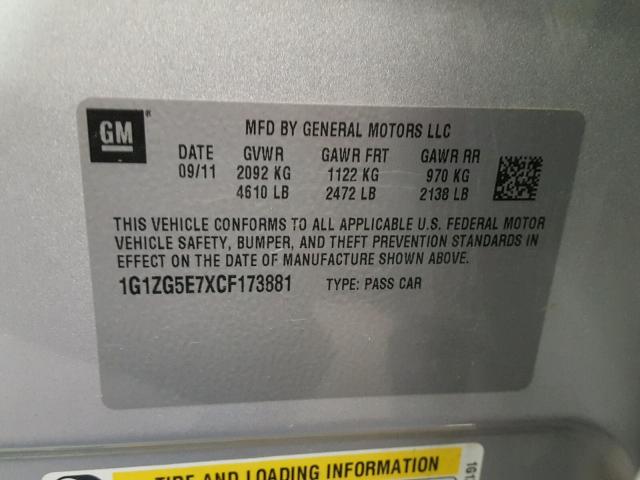 GM
MFD BY GENERAL MOTORS LLC
DATE GVWR GAWR FRT GAWR RR
09/11 2092 KG 1122 KG 970 KG
4610 LB 2472 LB 2138 LB
THIS VEHICLE CONFORMS TO ALL APPLICABLE U.S. FEDERAL MOTOR
VEHICLE SAFETY, BUMPER, AND THEFT PREVENTION STANDARDS IN
EFFECT ON THE DATE OF MANUFACTURE SHOWN ABOVE.
1G1ZG5E7XCF173881 TYPE: PASS CAR
TIRE AND LOADING INFORMATION